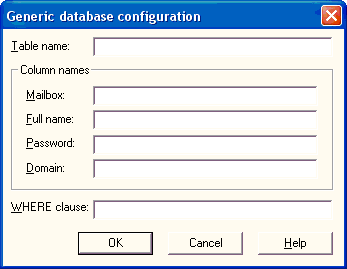 Generic database configuration
Table name:
Column names
Mailbox:
Full name:
Password:
Domain:
WHERE clause:
OK Cancel Help